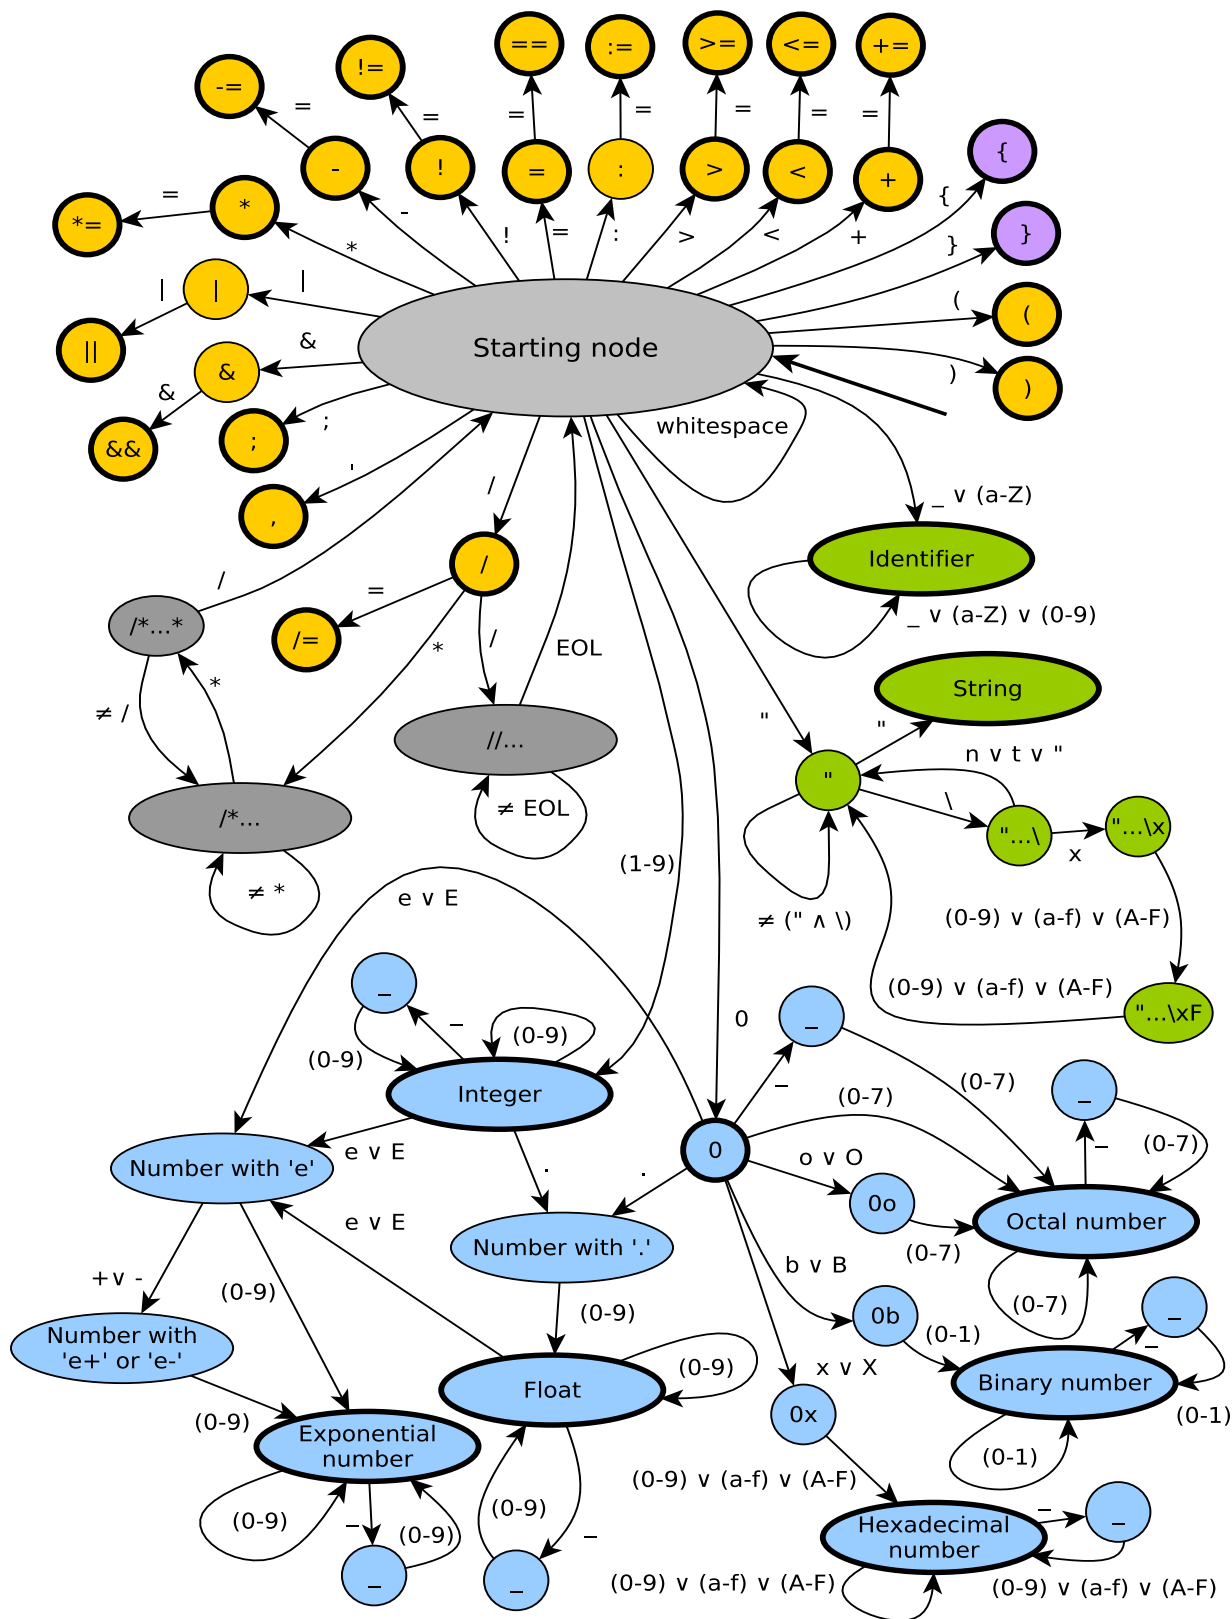 ==
:=
>=
<=
+=
!=
-=
=
=
=
=
=
=
=
{
-
!
=
:
>
<
+
*=
=
*
-
!
=
:
>
<
+
{
}
}
*
|
|
|
(
(
||
&
Starting node
&
)
)
&
&&
;
;
whitespace
'
,
/
_ ∨ (a-Z)
/
Identifier
/
=
/*...*
/=
*
/
EOL
_ ∨ (a-Z) ∨ (0-9)
*
≠ /
String
"
"
//...
n ∨ t ∨ "
"
≠ EOL
\
/*...
"...\
x
"...\x
(1-9)
≠ *
e ∨ E
≠ (" ∧ \)
(0-9) ∨ (a-f) ∨ (A-F)
(0-9) ∨ (a-f) ∨ (A-F)
"...\xF
_
_
(0-9)
(0-9)
0
_
_
(0-7)
(0-7)
Integer
_
_
(0-7)
e ∨ E
.
.
0
o ∨ O
Number with 'e'
0o
Octal number
(0-7)
e ∨ E
Number with '.'
b ∨ B
+∨ -
(0-9)
(0-9)
(0-7)
0b
(0-1)
_
_
Number with
'e+' or 'e-'
x ∨ X
(0-9)
Float
Binary number
(0-9)
0x
(0-1)
Exponential
number
(0-1)
(0-9) ∨ (a-f) ∨ (A-F)
(0-9)
_
(0-9)
(0-9)
_
Hexadecimal
number
_
_
_
_
(0-9) ∨ (a-f) ∨ (A-F)
(0-9) ∨ (a-f) ∨ (A-F)